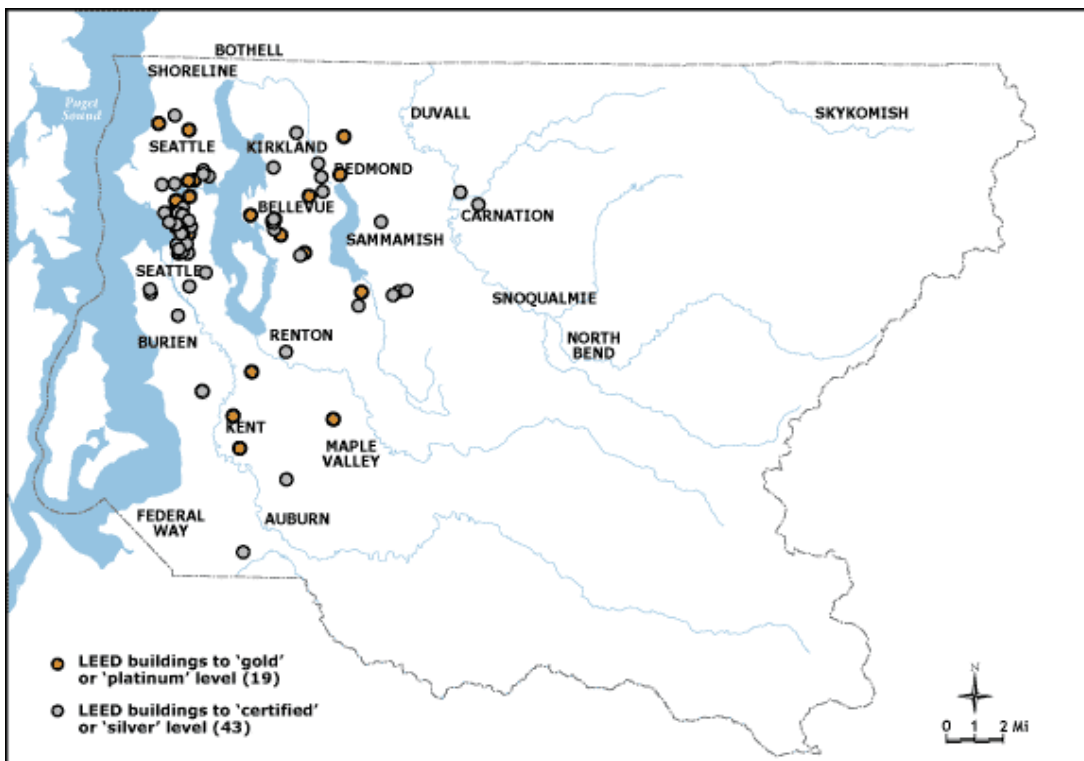 BOTHELL
SHORELINE
Puget
Sound
DUVALL
SKYKOMISH
SEATTLE
KIRKLAND
REDMOND
BELLEVUE
CARNATION
SAMMAMISH
SEATTLE
SNOQUALMIE
RENTON
BURIEN
NORTH
BEND
KENT
MAPLE
VALLEY
FEDERAL
WAY
AUBURN
LEED buildings to ‘gold’
or ‘platinum’ level (19)
LEED buildings to ‘certified’
or ‘silver’ level (43)
N
0 1 2 Mi